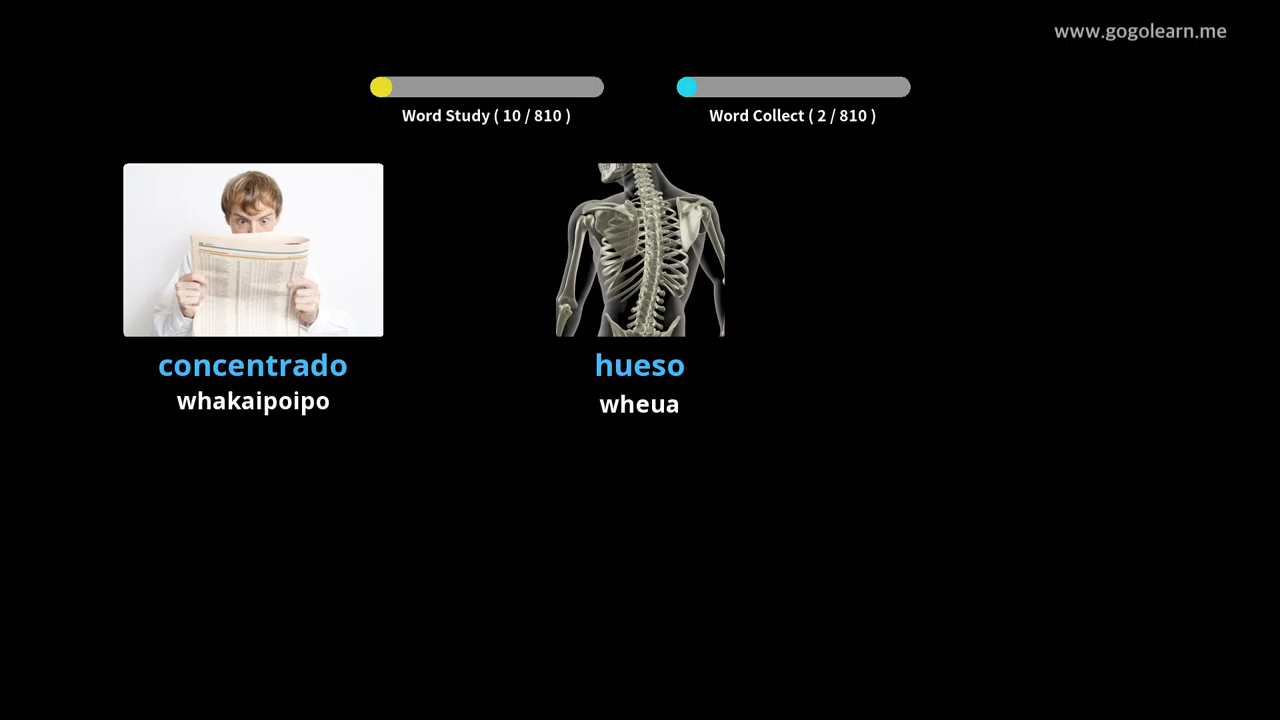 www.gogolearn.me
Word Study ( 10 / 810 )
Word Collect ( 2 / 810 )
concentrado
whakaipoipo
hueso
wheua